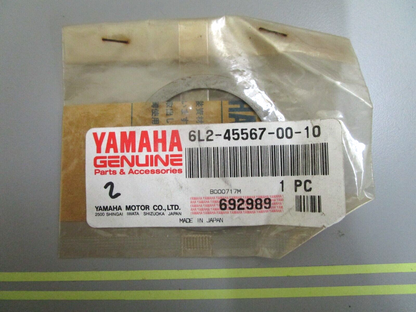 YAMAHA
GENUINE
Parts & Accessories
6L2-45567-00-10
2
B000717M
1 PC
692989
YAMAHA MOTOR CO., LTD.
2500 SHINGAI IWATA SHIZUOKA JAPAN
MADE IN JAPAN